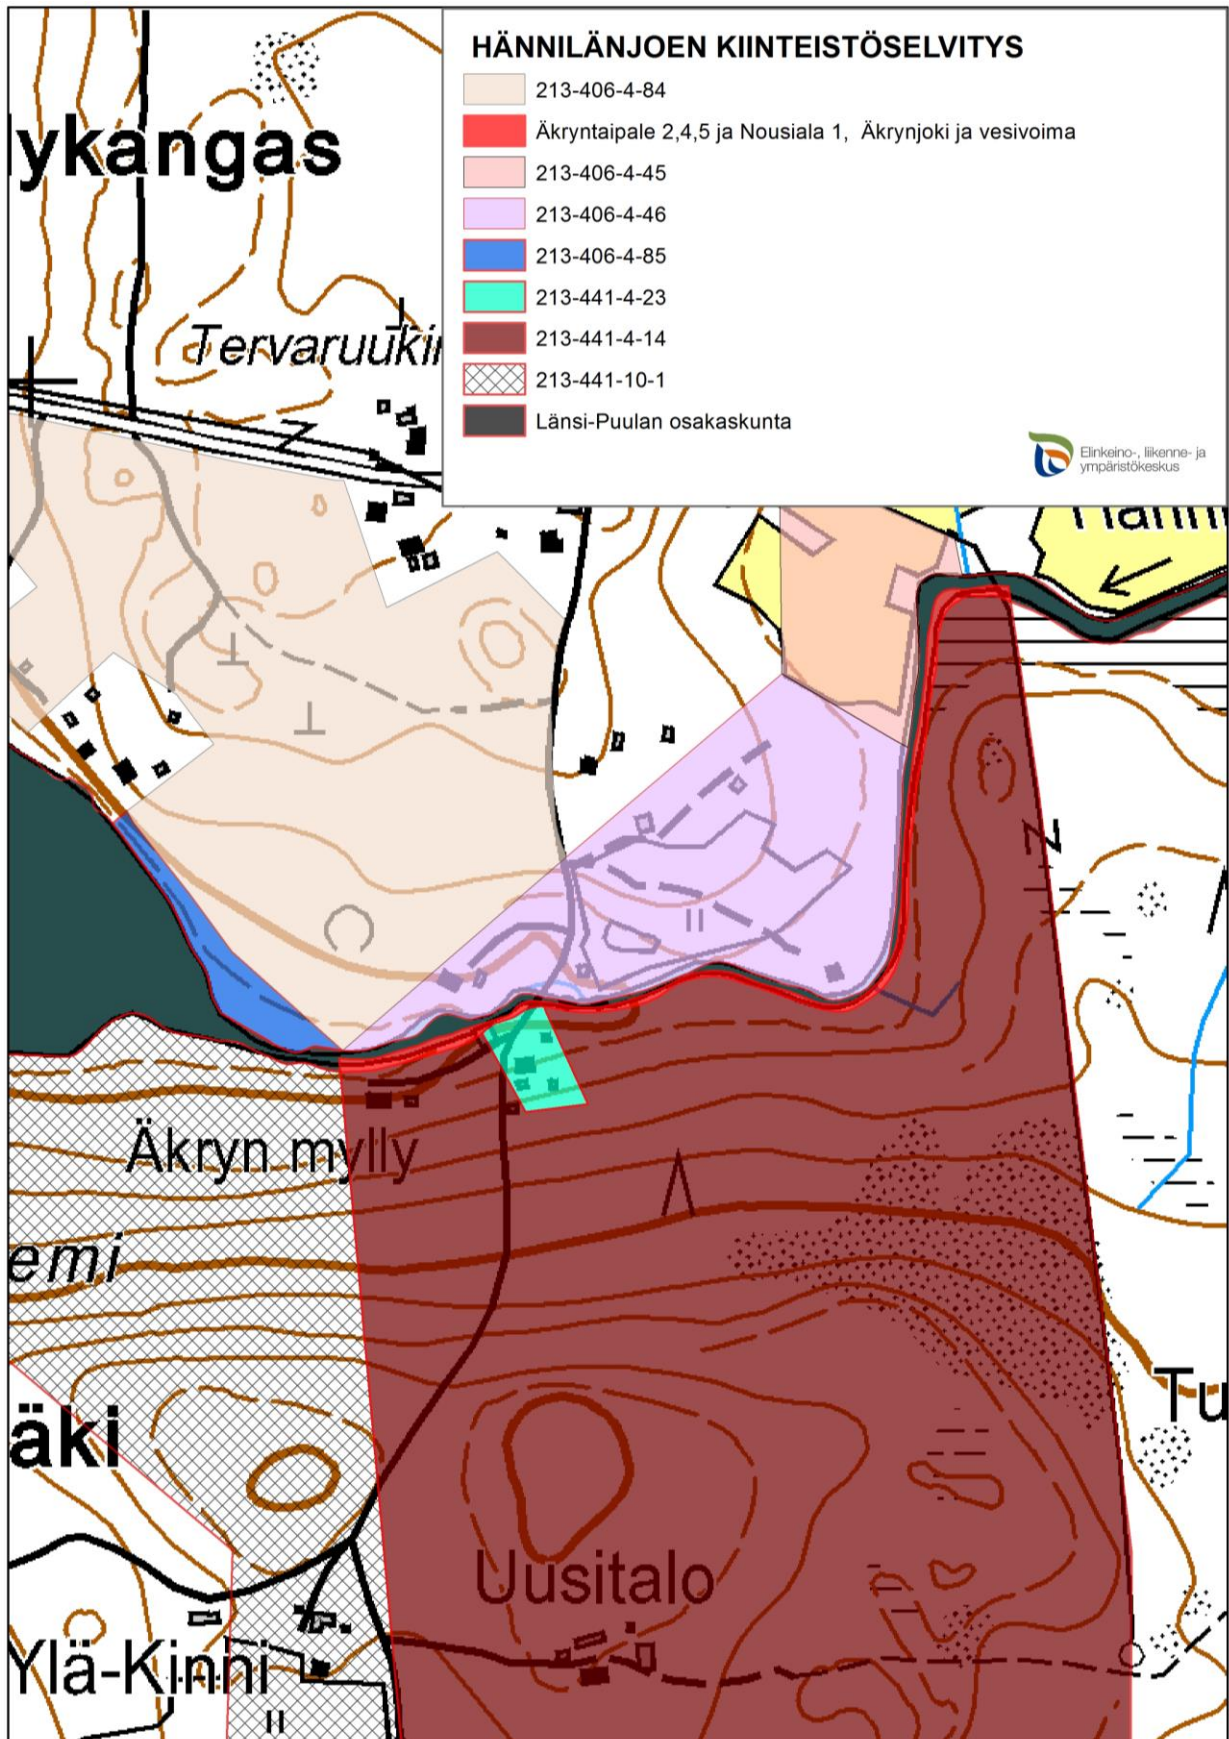 HÄNNILÄNJOEN KIINTEISTÖSELVITYS
213-406-4-84
Äkryntaipale 2,4,5 ja Nousiala 1, Äkrynjoki ja vesivoima
213-406-4-45
213-406-4-46
213-406-4-85
213-441-4-23
213-441-4-14
213-441-10-1
Länsi-Puulan osakaskunta
Elinkeino-, liikenne- ja
ympäristökeskus
ykangas
Tervaruukin
Äkryn mylly
emi
äki
Tu
Uusitalo
Ylä-Kinni